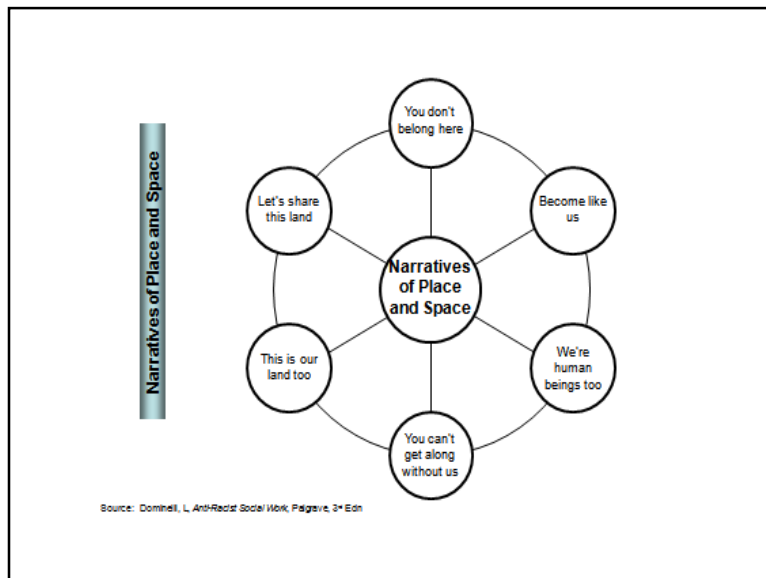 Narratives of Place and Space
You don't
belong here
Become like
us
We're
human
beings too
You can't
get along
without us
This is our
land too
Let's share
this land
Narratives
of Place
and Space
Source: Dominelli, L, Anti-Racist Social Work, Palgrave, 3rd Edn